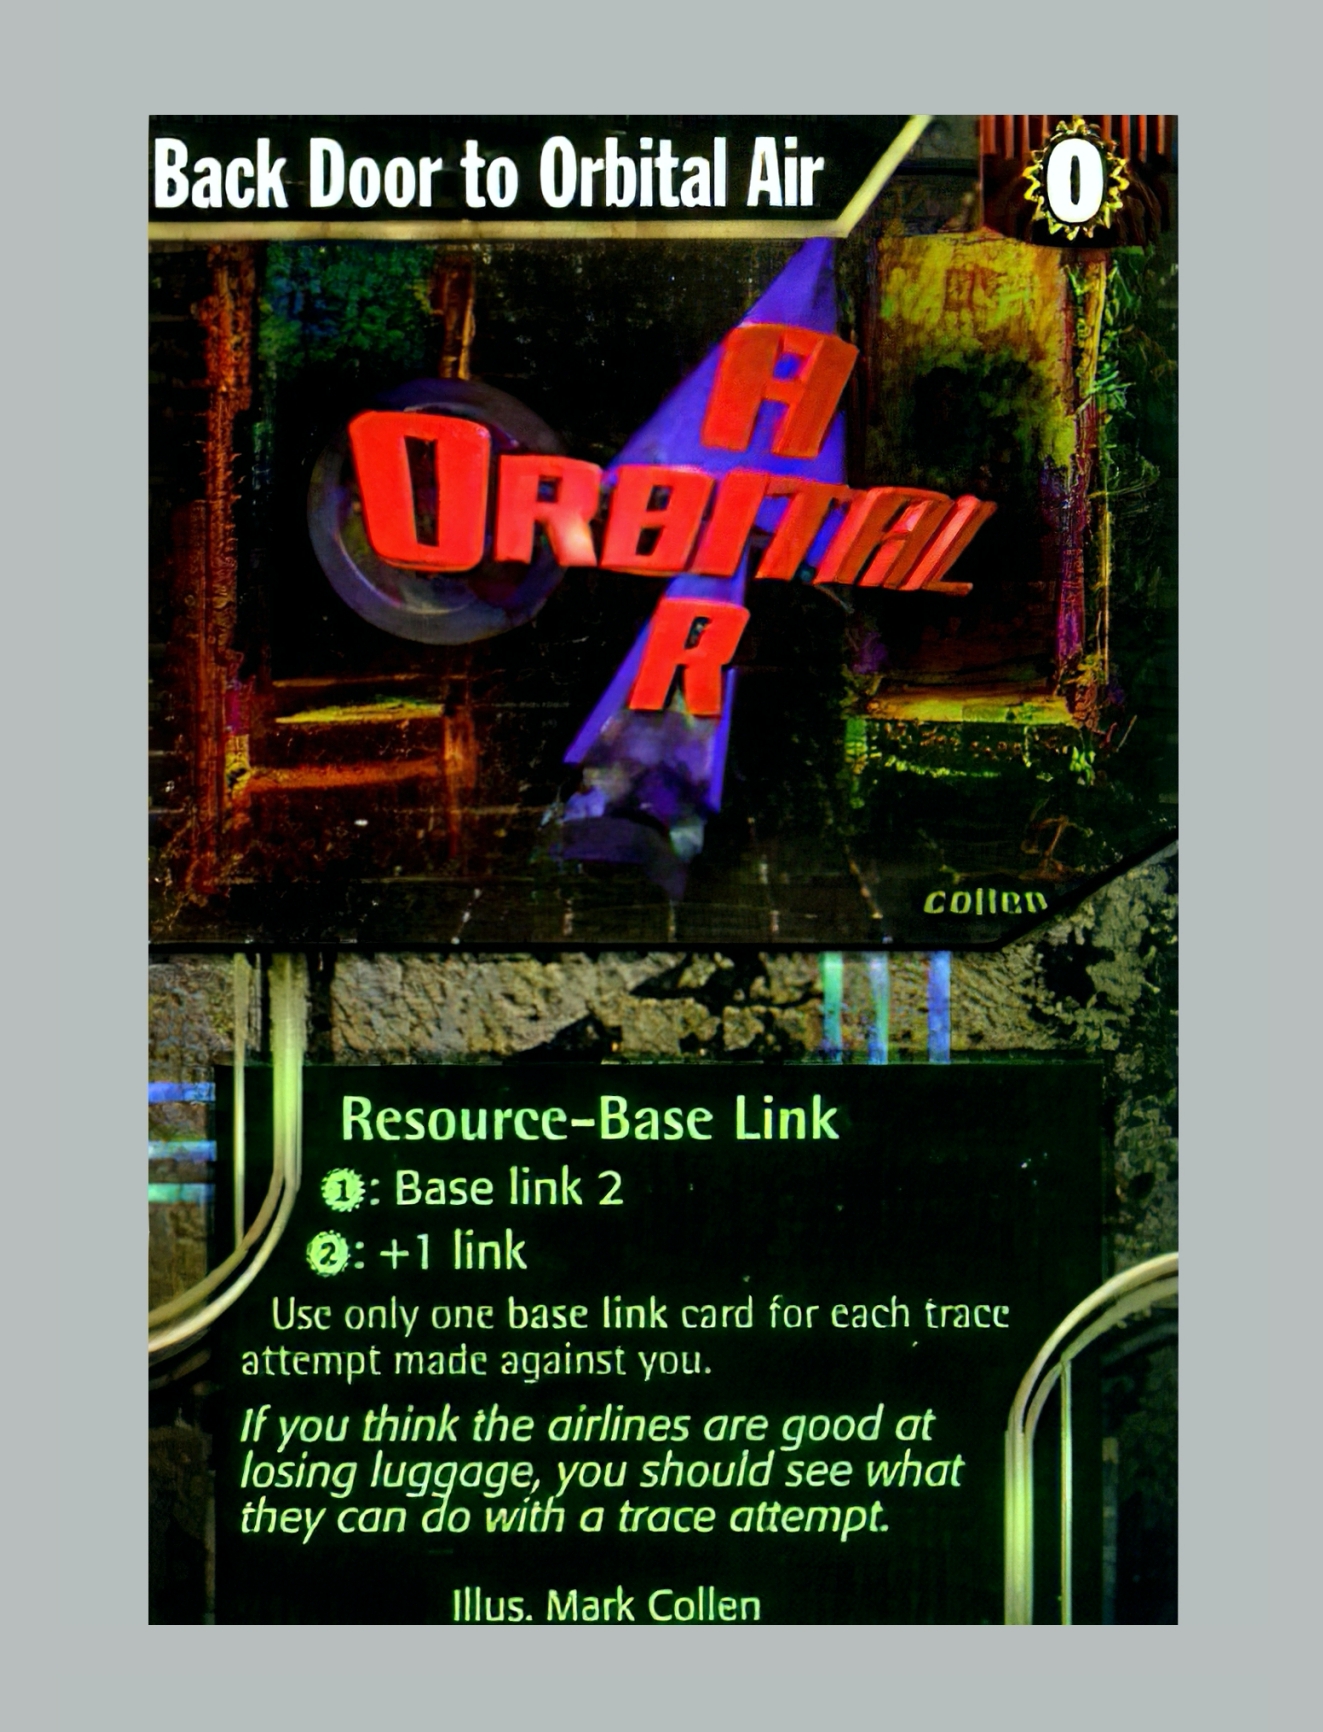 Back Door to Orbital Air
0
A
ORBITAL
R
collen
Resource–Base Link
1: Base link 2
2: +1 link
Use only one base link card for each trace
attempt made against you.
If you think the airlines are good at
losing luggage, you should see what
they can do with a trace attempt.
Illus. Mark Collen